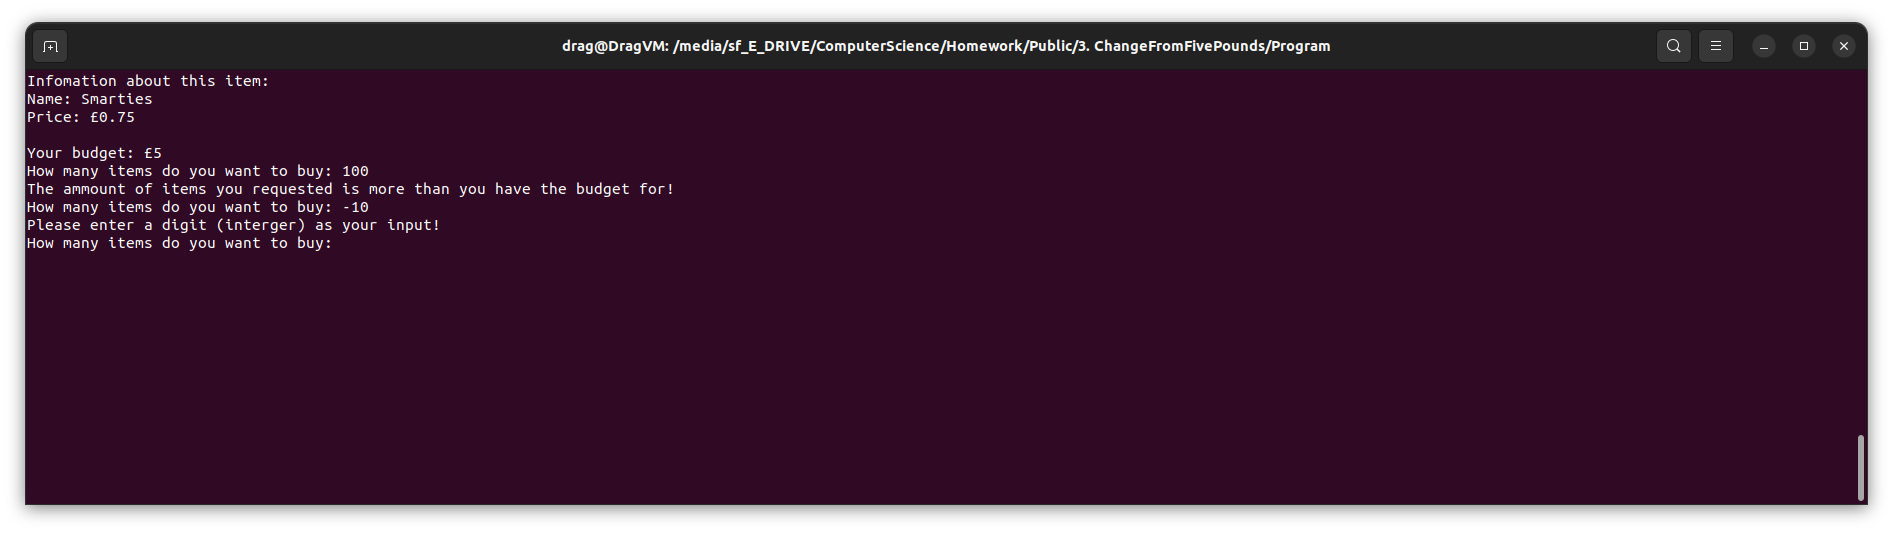 drag@DragVM: /media/sf_E_DRIVE/ComputerScience/Homework/Public/3. ChangeFromFivePounds/Program
Infomation about this item:
Name: Smarties
Price: £0.75
Your budget: £5
How many items do you want to buy: 100
The ammount of items you requested is more than you have the budget for!
How many items do you want to buy: -10
Please enter a digit (interger) as your input!
How many items do you want to buy: